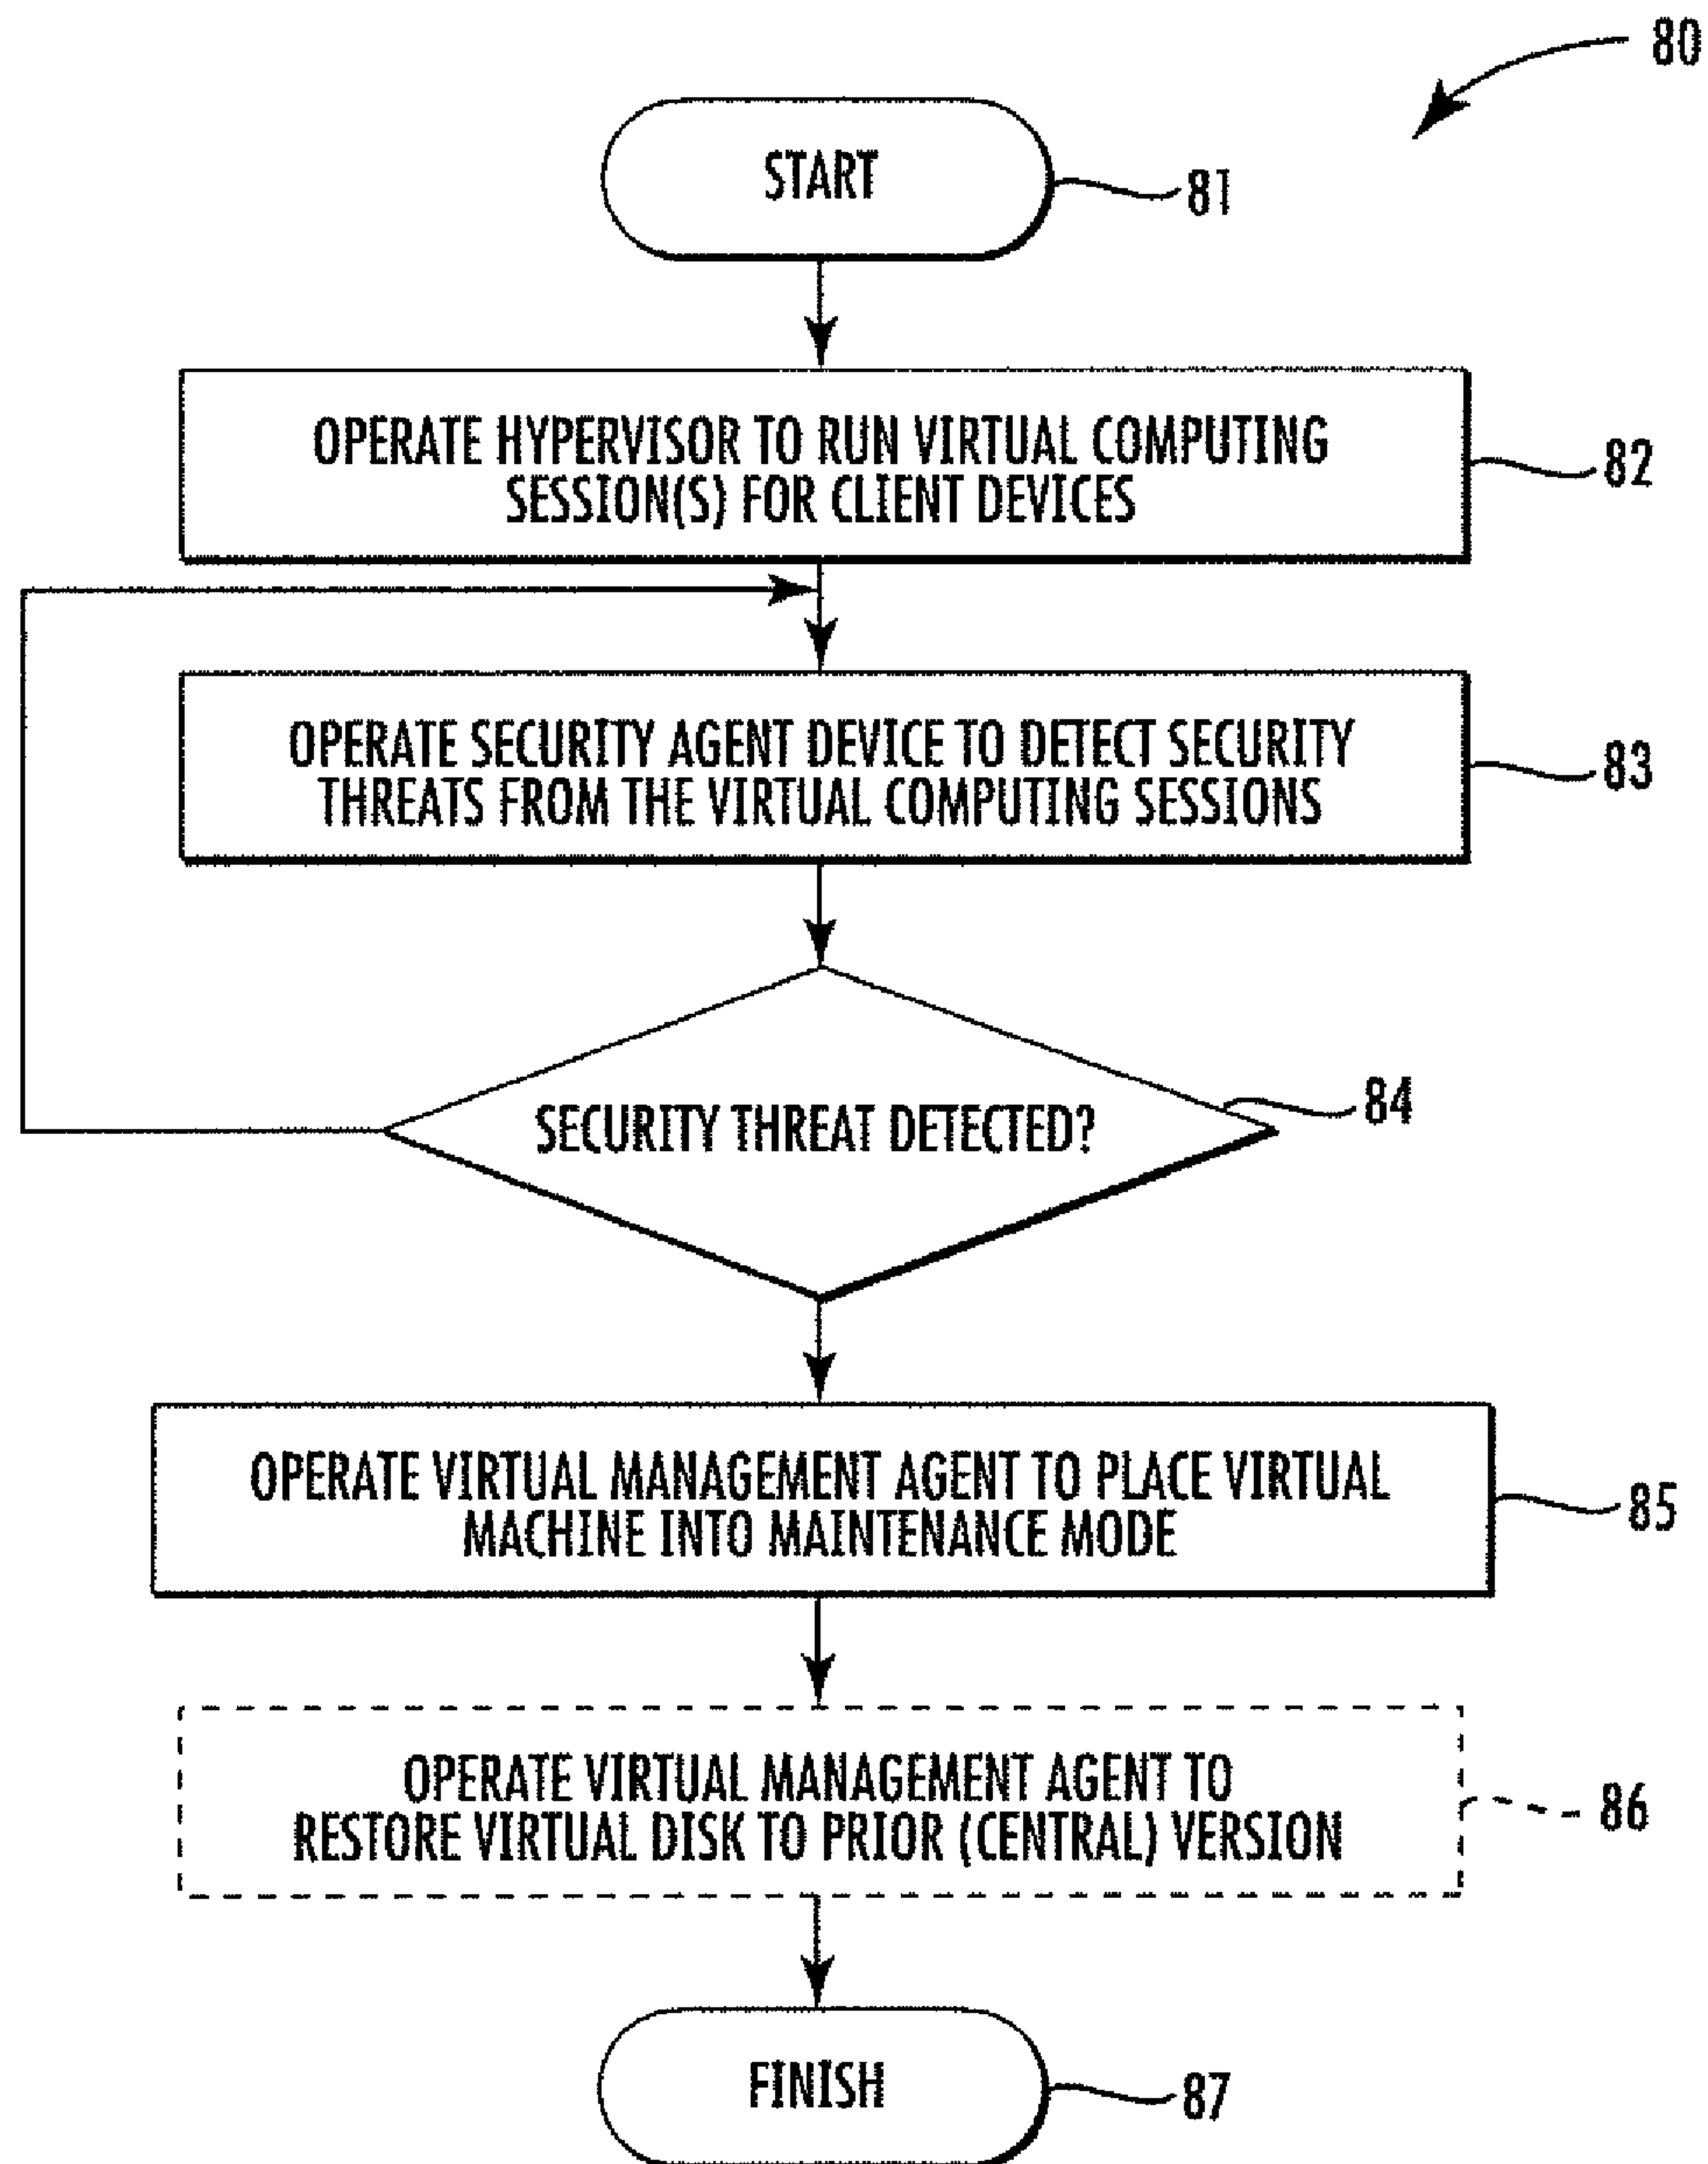 80
START
81
OPERATE HYPERVISOR TO RUN VIRTUAL COMPUTING
SESSION(S) FOR CLIENT DEVICES
82
OPERATE SECURITY AGENT DEVICE TO DETECT SECURITY
THREATS FROM THE VIRTUAL COMPUTING SESSIONS
83
SECURITY THREAT DETECTED?
84
OPERATE VIRTUAL MANAGEMENT AGENT TO PLACE VIRTUAL
MACHINE INTO MAINTENANCE MODE
85
OPERATE VIRTUAL MANAGEMENT AGENT TO
RESTORE VIRTUAL DISK TO PRIOR (CENTRAL) VERSION
86
FINISH
87